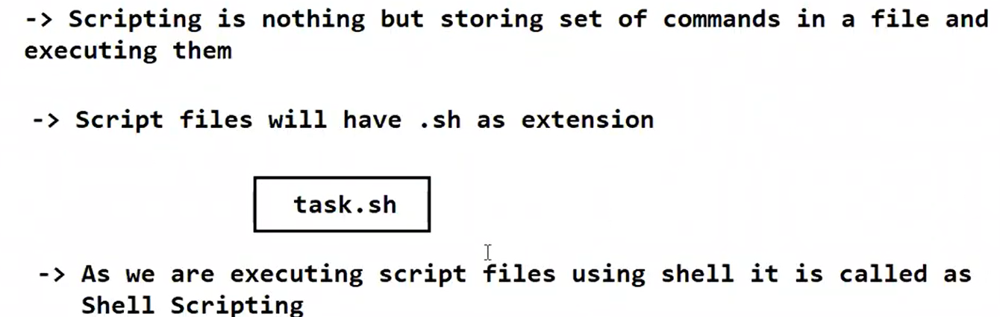 -> Scripting is nothing but storing set of commands in a file and
executing them
-> Script files will have .sh as extension
task.sh
-> As we are executing script files using shell it is called as
Shell Scripting